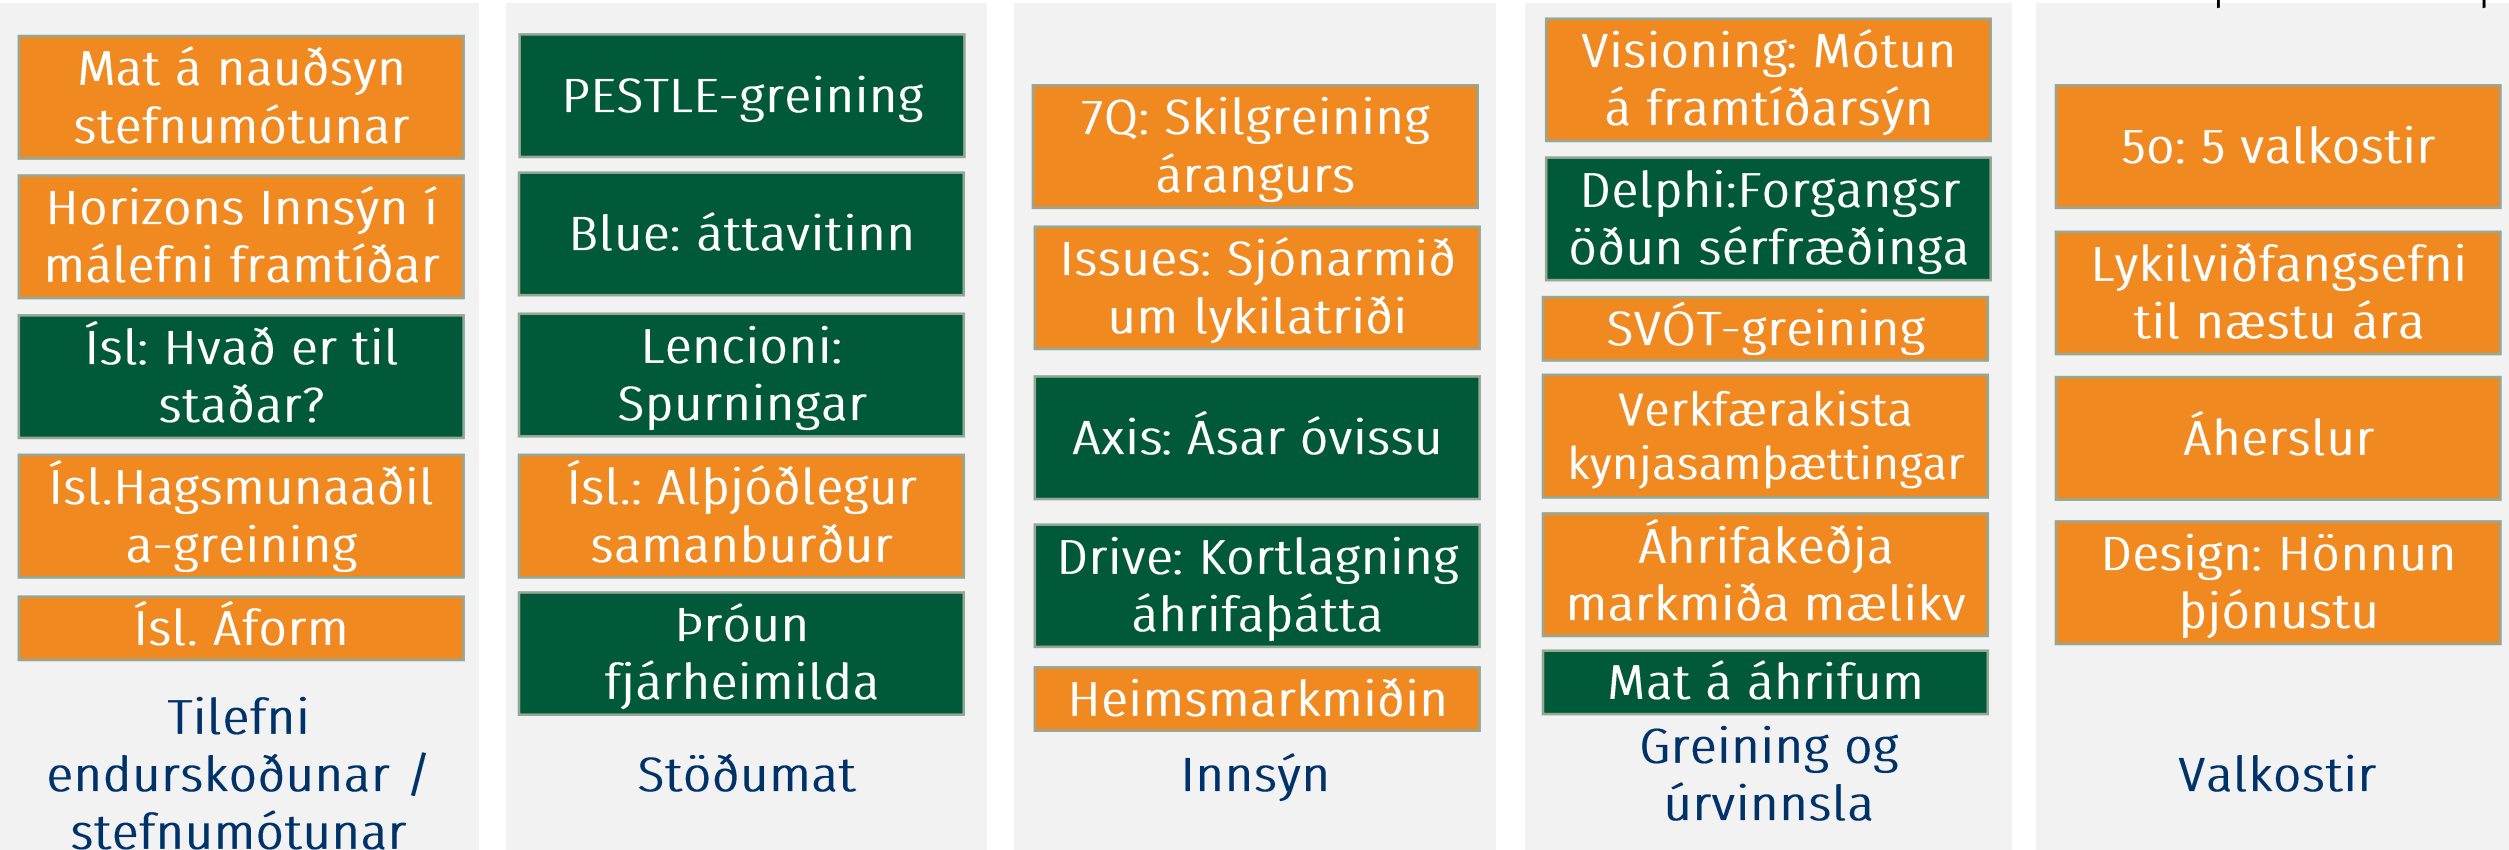 Mat á nauðsyn
stefnumótunar
Horizons Innsýn í
málefni framtíðar
Ísl: Hvað er til
staðar?
Ísl.Hagsmunaaðil
a-greining
Ísl. Áform
Tilefni
endurskoðunar /
stefnumótunar
PESTLE-greining
Blue: áttavitinn
Lencioni:
Spurningar
Ísl.: Alþjóðlegur
samanburður
Þróun
fjárheimilda
Stöðumat
7Q: Skilgreining
árangurs
Issues: Sjónarmið
um lykilatriði
Axis: Ásar óvissu
Drive: Kortlagning
áhrifaþátta
Heimsmarkmiðin
Innsýn
Visioning: Mótun
á framtíðarsýn
Delphi:Forgangsr
öðun sérfræðinga
SVÓT-greining
Verkfærakista
kynjasamþættingar
Áhrifakeðja
markmiða mælikv
Mat á áhrifum
Greining og
úrvinnsla
5o: 5 valkostir
Lykilviðfangsefni
til næstu ára
Áherslur
Design: Hönnun
þjónustu
Valkostir